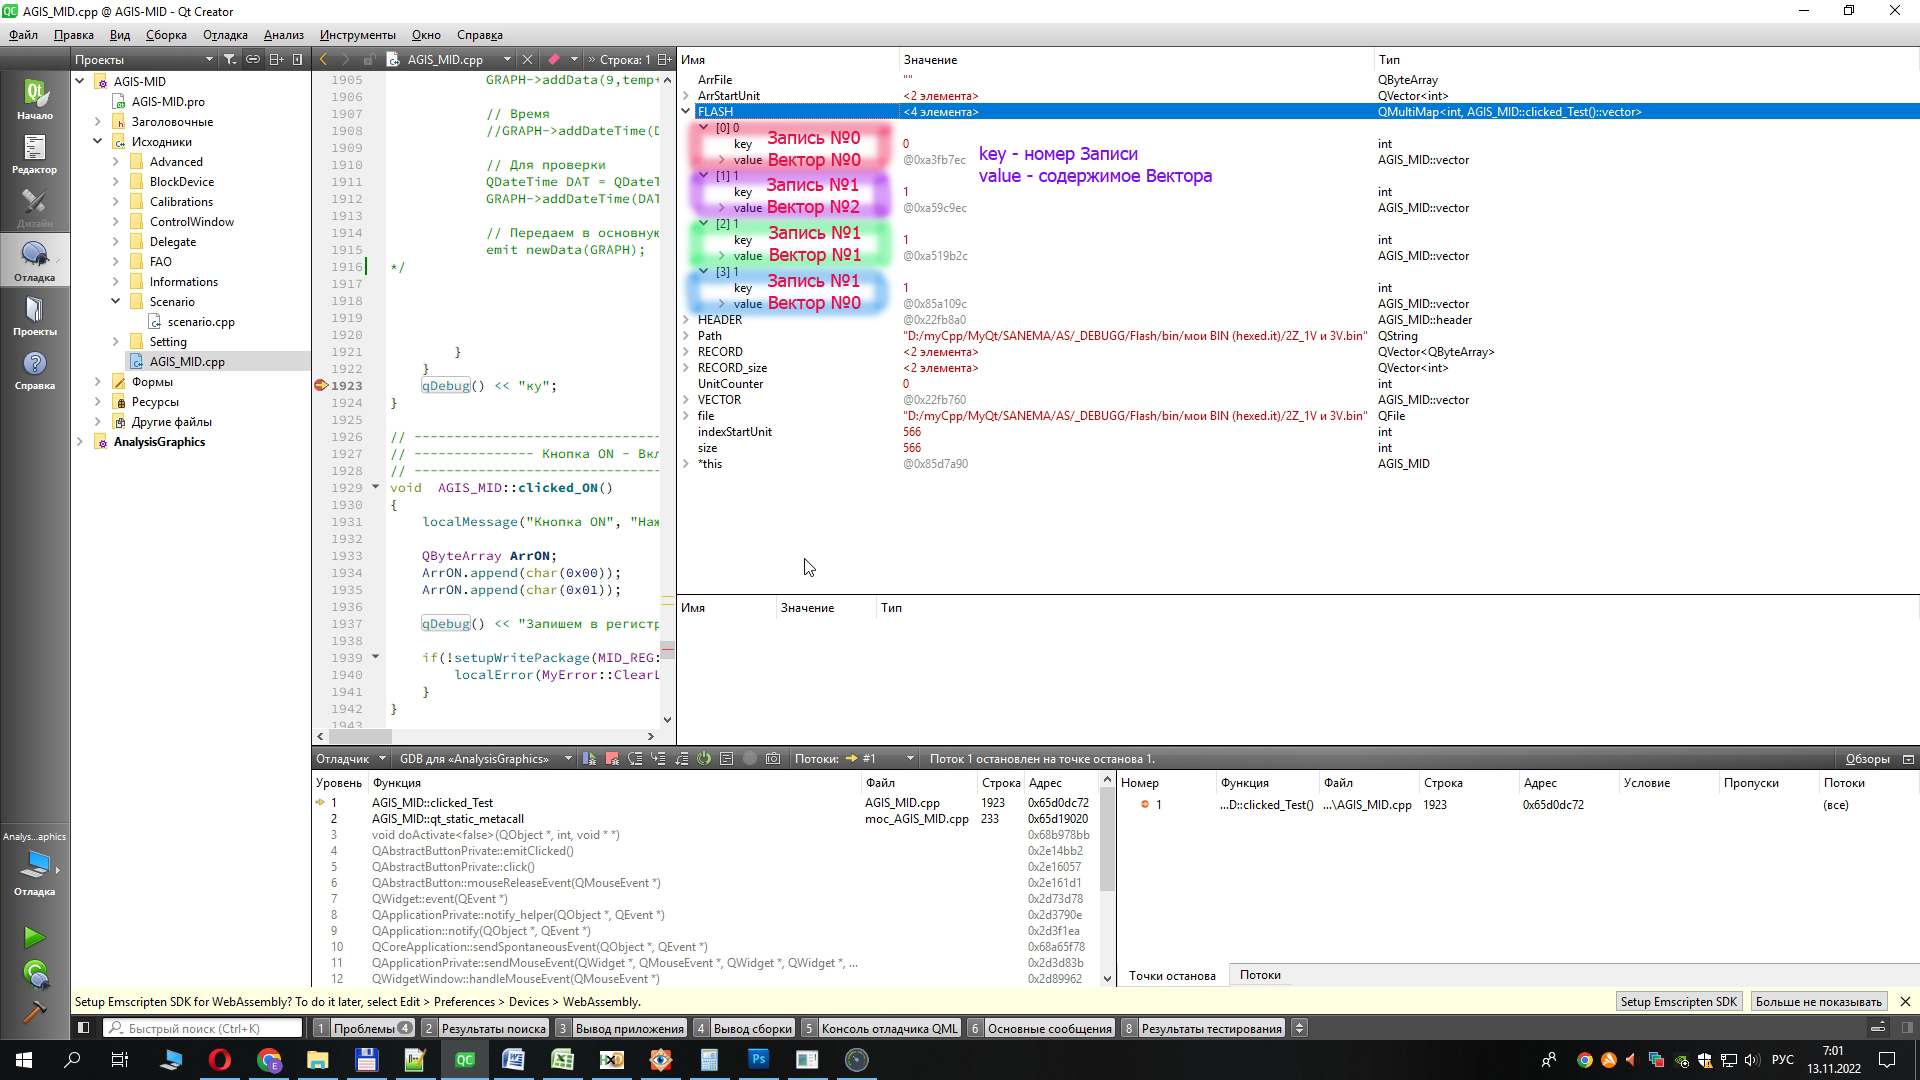 AGIS_MID.cpp @ AGIS-MID - Qt Creator
Файл Правка Вид Сборка Отладка Анализ Инструменты Окно Справка
Начало
Редактор
Дизайн
Отладка
Проекты
Справка
Analys...aphics
Отладка
Проекты
AGIS-MID
AGIS-MID.pro
Заголовочные
Исходники
Advanced
BlockDevice
Calibrations
ControlWindow
Delegate
FAO
Informations
Scenario
scenario.cpp
Setting
AGIS_MID.cpp
Формы
Ресурсы
Другие файлы
AnalysisGraphics
AGIS_MID.cpp » Строка: 1
1905 GRAPH->addData(9,temp+
1906
1907 // Время
1908 //GRAPH->addDateTime(D
1909
1910 // Для проверки
1911 QDateTime DAT = QDateT
1912 GRAPH->addDateTime(DAT
1913
1914 // Передаем в основную
1915 emit newData(GRAPH);
1916 */
1917
1918
1919
1920
1921 }
1922 }
1923 qDebug() << "ку";
1924 }
1925
1926 // -------------------------------
1927 // --------------- Кнопка ON - Вкл
1928 // -------------------------------
1929 void AGIS_MID::clicked_ON()
1930 {
1931 localMessage("Кнопка ON", "Наж
1932
1933 QByteArray ArrON;
1934 ArrON.append(char(0x00));
1935 ArrON.append(char(0x01));
1936
1937 qDebug() << "Запишем в регистр
1938
1939 if(!setupWritePackage(MID_REG:
1940 localError(MyError::ClearL
1941 }
1942 }
1943
Имя Значение Тип
ArrFile "" QByteArray
ArrStartUnit <2 элемента> QVector<int>
FLASH <4 элемента> QMultiMap<int, AGIS_MID::clicked_Test()::vector>
[0] 0
key Запись №0 0 int
value Вектор №0 @0xa3fb7ec AGIS_MID::vector
key - номер Записи
value - содержимое Вектора
[1] 1
key Запись №1 1 int
value Вектор №2 @0xa59c9ec AGIS_MID::vector
[2] 1
key Запись №1 1 int
value Вектор №1 @0xa519b2c AGIS_MID::vector
[3] 1
key Запись №1 1 int
value Вектор №0 @0x85a109c AGIS_MID::vector
HEADER @0x22fb8a0 AGIS_MID::header
Path "D:/myCpp/MyQt/SANEMA/AS/_DEBUGG/Flash/bin/мои BIN (hexed.it)/2Z_1V и 3V.bin" QString
RECORD <2 элемента> QVector<QByteArray>
RECORD_size <2 элемента> QVector<int>
UnitCounter 0 int
VECTOR @0x22fb760 AGIS_MID::vector
file "D:/myCpp/MyQt/SANEMA/AS/_DEBUGG/Flash/bin/мои BIN (hexed.it)/2Z_1V и 3V.bin" QFile
indexStartUnit 566 int
size 566 int
*this @0x85d7a90 AGIS_MID
Имя Значение Тип
Отладчик GDB для «AnalysisGraphics» Потоки: #1 Поток 1 остановлен на точке останова 1. Обзоры
Уровень Функция Файл Строка Адрес
1 AGIS_MID::clicked_Test AGIS_MID.cpp 1923 0x65d0dc72
2 AGIS_MID::qt_static_metacall moc_AGIS_MID.cpp 233 0x65d19020
3 void doActivate<false>(QObject *, int, void * *) 0x68b978bb
4 QAbstractButtonPrivate::emitClicked() 0x2e14bb2
5 QAbstractButtonPrivate::click() 0x2e16057
6 QAbstractButton::mouseReleaseEvent(QMouseEvent *) 0x2e161d1
7 QWidget::event(QEvent *) 0x2d73d78
8 QApplicationPrivate::notify_helper(QObject *, QEvent *) 0x2d3790e
9 QApplication::notify(QObject *, QEvent *) 0x2d3f1ea
10 QCoreApplication::sendSpontaneousEvent(QObject *, QEvent *) 0x68a65f78
11 QApplicationPrivate::sendMouseEvent(QWidget *, QMouseEvent *, QWidget *, QWidget *, ... 0x2d3d83b
12 QWidgetWindow::handleMouseEvent(QMouseEvent *) 0x2d89962
Номер Функция Файл Строка Адрес Условие Пропуски Потоки
1 ...D::clicked_Test() ...\AGIS_MID.cpp 1923 0x65d0dc72 (все)
Точки останова Потоки
Setup Emscripten SDK for WebAssembly? To do it later, select Edit > Preferences > Devices > WebAssembly. Setup Emscripten SDK Больше не показывать
Быстрый поиск (Ctrl+K) 1 Проблемы 4 2 Результаты поиска 3 Вывод приложения 4 Вывод сборки 5 Консоль отладчика QML 6 Основные сообщения 8 Результаты тестирования
РУС 7:01
13.11.2022